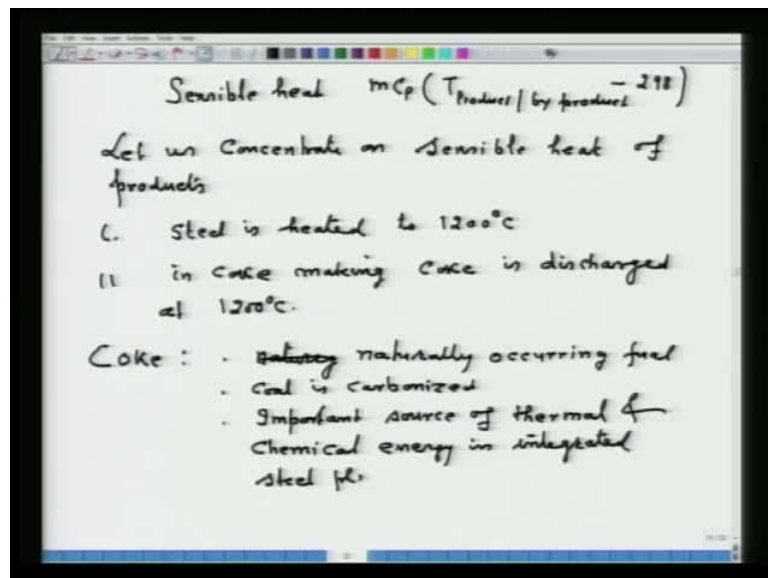 Sensible heat mCp (T Product / by product - 298)
Let us Concentrate on sensible heat of
products
i. Steel is heated to 1200°C
ii in coke making Coke is discharged
at 1200°C.
Coke : . naturally occurring fuel
. Coal is carbonized
. Important source of thermal &
Chemical energy in integrated
steel pl